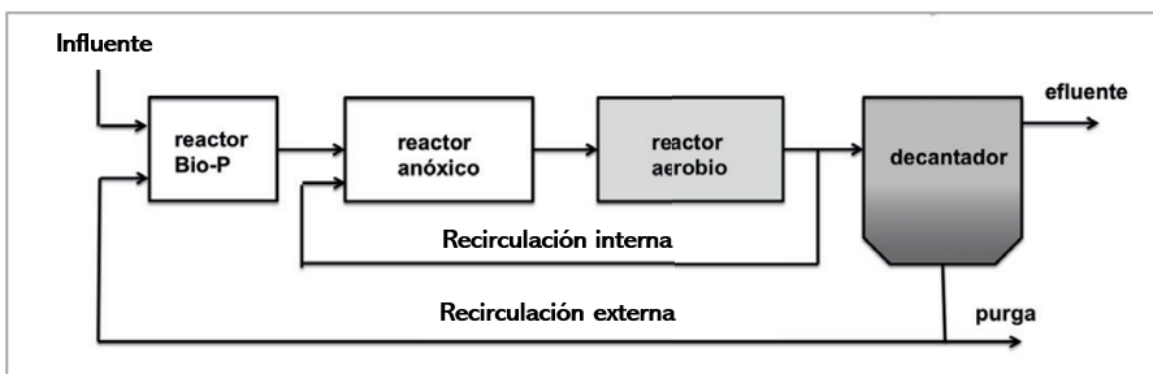 Influente
reactor
Bio-P
reactor
anóxico
reactor
aerobio
decantador
efluente
Recirculación interna
Recirculación externa
purga